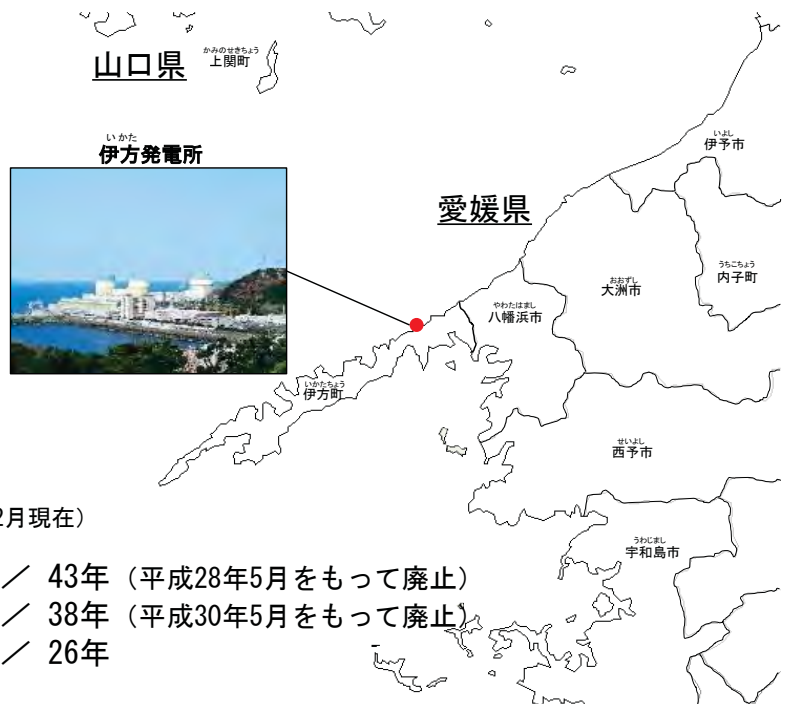 山口県
かみのせきちょう
上関町
いかた
伊方発電所
いよし
伊予市
愛媛県
うちこちょう
内子町
おおずし
大洲市
やわたはまし
八幡浜市
いかたちょう
伊方町
せいよし
西予市
2月現在）
うわじまし
宇和島市
／ 43年（平成28年5月をもって廃止）
／ 38年（平成30年5月をもって廃止）
／ 26年